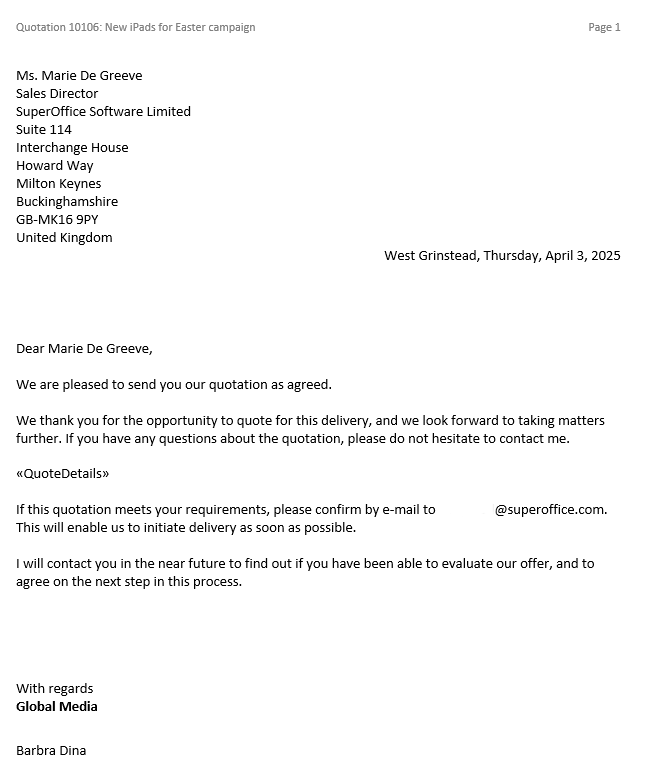 Quotation 10106: New iPads for Easter campaign Page 1
Ms. Marie De Greeve
Sales Director
SuperOffice Software Limited
Suite 114
Interchange House
Howard Way
Milton Keynes
Buckinghamshire
GB-MK16 9PY
United Kingdom
West Grinstead, Thursday, April 3, 2025
Dear Marie De Greeve,
We are pleased to send you our quotation as agreed.
We thank you for the opportunity to quote for this delivery, and we look forward to taking matters
further. If you have any questions about the quotation, please do not hesitate to contact me.
«QuoteDetails»
If this quotation meets your requirements, please confirm by e-mail to @superoffice.com.
This will enable us to initiate delivery as soon as possible.
I will contact you in the near future to find out if you have been able to evaluate our offer, and to
agree on the next step in this process.
With regards
Global Media
Barbra Dina